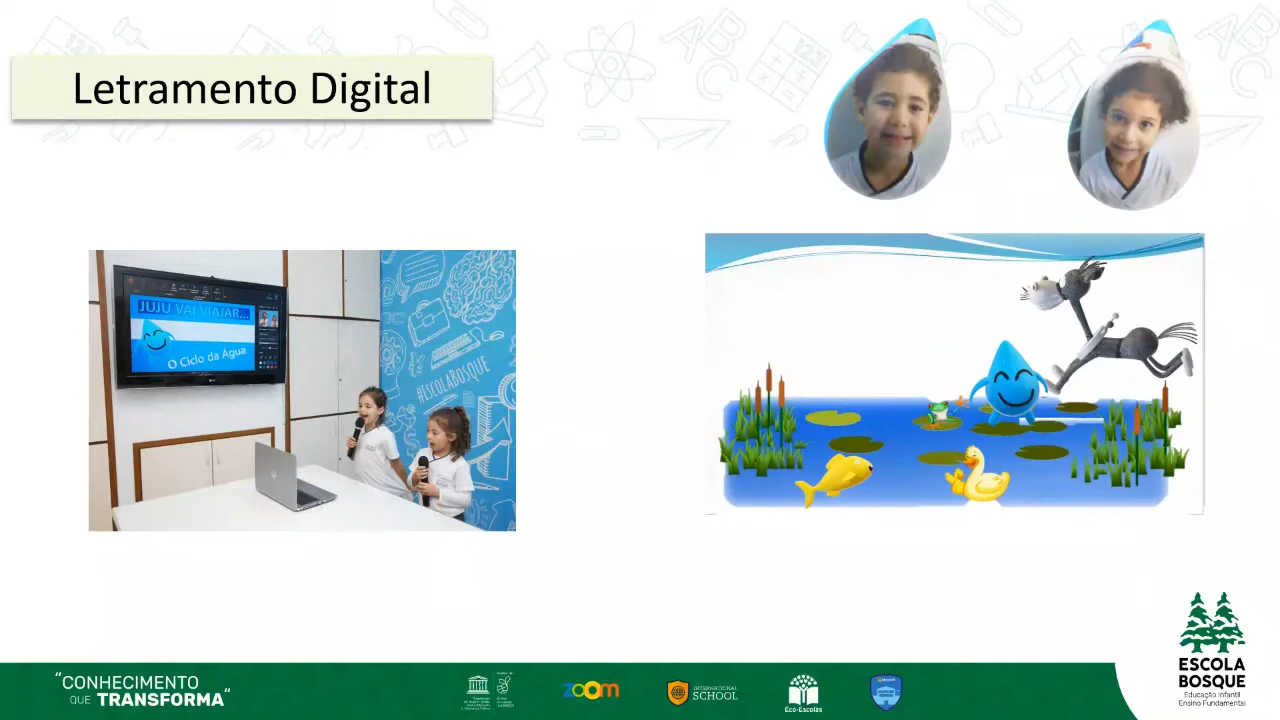 Letramento Digital
JUJU VAI VIAJAR...
O Ciclo da Água
#ESCOLABOSQUE
"CONHECIMENTO
QUE TRANSFORMA"
zoom
INTERNATIONAL
SCHOOL
Eco-Escolas
ESCOLA
BOSQUE
Educação Infantil
Ensino Fundamental